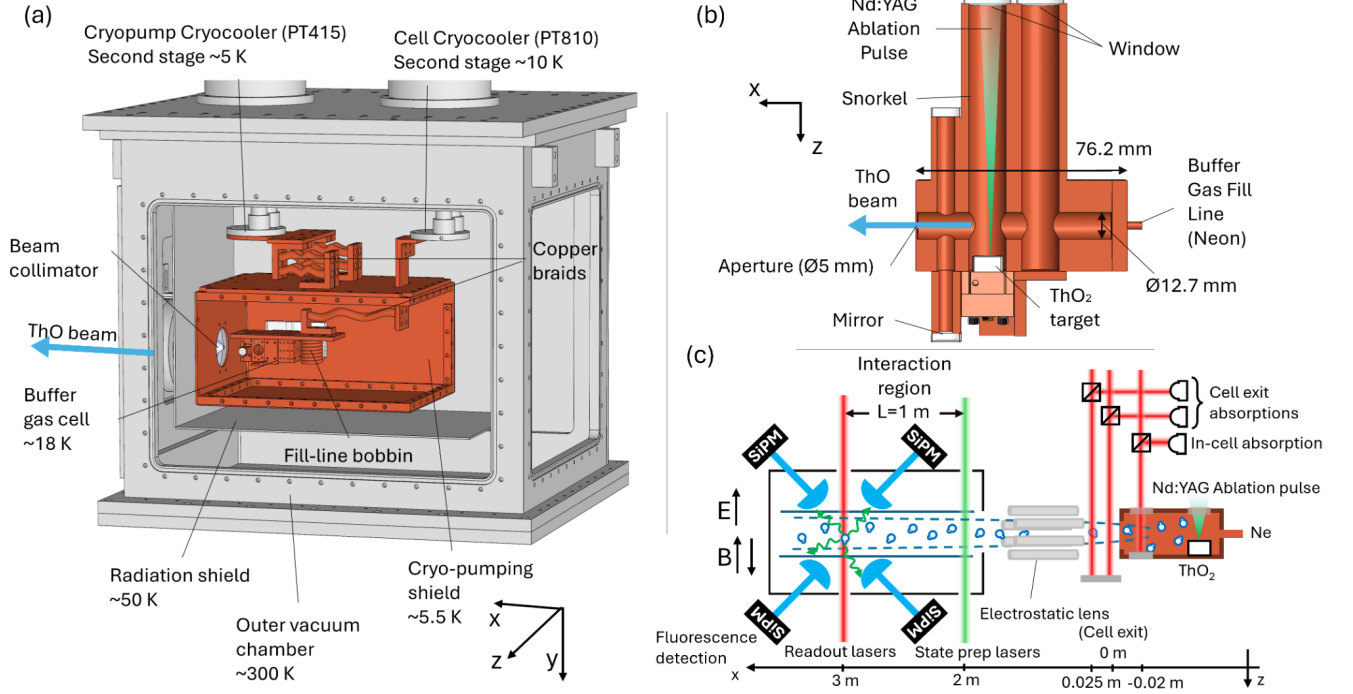 (a)
Cryopump Cryocooler (PT415)
Second stage ~5 K
Cell Cryocooler (PT810)
Second stage ~10 K
Beam
collimator
Copper
braids
ThO beam
Buffer
gas cell
~18 K
Fill-line bobbin
Radiation shield
~50 K
Cryo-pumping
shield
~5.5 K
Outer vacuum
chamber
~300 K
x
z
y
(b)
Nd:YAG
Ablation
Pulse
Window
Snorkel
x
z
76.2 mm
ThO
beam
Buffer
Gas Fill
Line
(Neon)
Aperture (Ø5 mm)
Ø12.7 mm
ThO₂
target
Mirror
(c)
Interaction
region
L=1 m
Cell exit
absorptions
In-cell absorption
SiPM
SiPM
Nd:YAG Ablation pulse
E
B
Ne
ThO₂
SiPM
SiPM
Electrostatic lens
(Cell exit)
Fluorescence
detection
Readout lasers
State prep lasers
0 m
x
3 m
2 m
0.025 m
-0.02 m
z